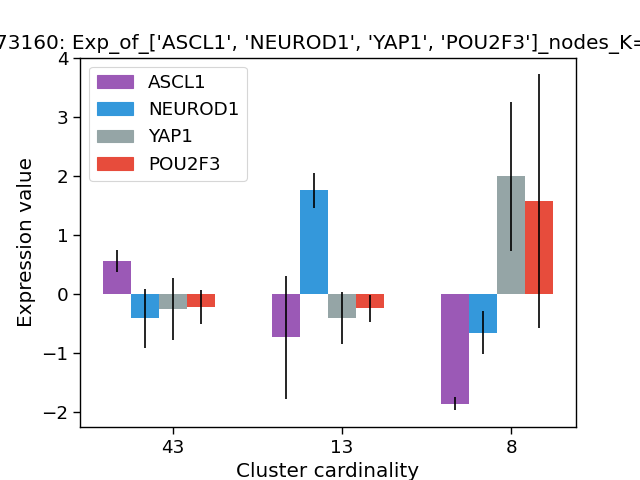 73160: Exp_of_['ASCL1', 'NEUROD1', 'YAP1', 'POU2F3']_nodes_K=
4
3
2
1
0
−1
−2
Expression value
ASCL1
NEUROD1
YAP1
POU2F3
43
13
8
Cluster cardinality